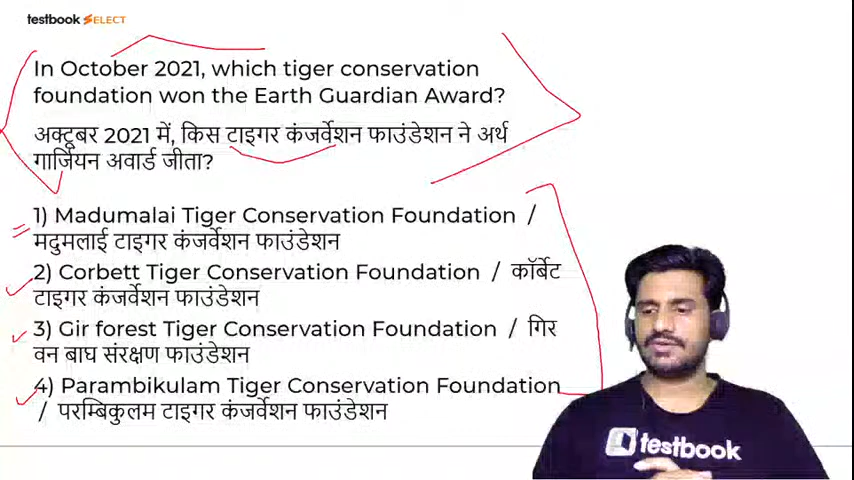 testbook SELECT
In October 2021, which tiger conservation
foundation won the Earth Guardian Award?
अक्टूबर 2021 में, किस टाइगर कंजर्वेशन फाउंडेशन ने अर्थ
गार्जियन अवार्ड जीता?
1) Madumalai Tiger Conservation Foundation /
मदुमलाई टाइगर कंजर्वेशन फाउंडेशन
2) Corbett Tiger Conservation Foundation / कॉर्बेट
टाइगर कंजर्वेशन फाउंडेशन
3) Gir forest Tiger Conservation Foundation / गिर
वन बाघ संरक्षण फाउंडेशन
4) Parambikulam Tiger Conservation Foundation
/ परम्बिकुलम टाइगर कंजर्वेशन फाउंडेशन
testbook